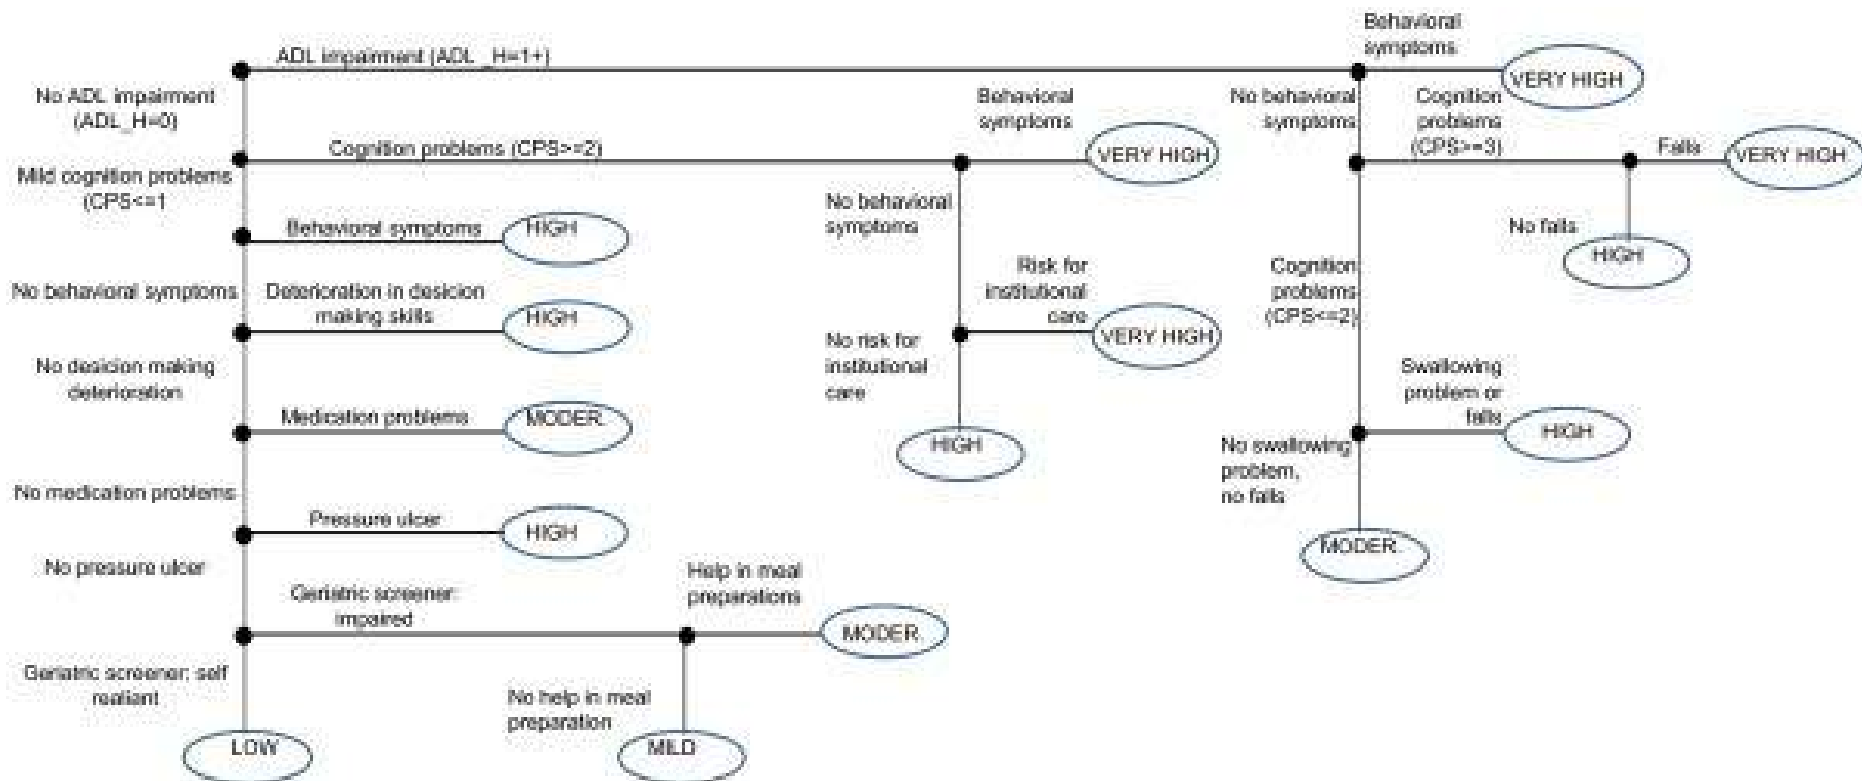 ADL impairment (ADL _H=1+)
Behavioral
symptoms
VERY HIGH
No ADL impairment
(ADL_H=0)
Cognition problems (CPS>=2)
Behavioral
symptoms
VERY HIGH
No behavioral
symptoms
Cognition
problems
(CPS>=3)
Falls
VERY HIGH
No falls
HIGH
Mild cognition problems
(CPS<=1
Behavioral symptoms
HIGH
No behavioral
symptoms
Risk for
institutional
care
VERY HIGH
No risk for
institutional
care
HIGH
Cognition
problems
(CPS<=2)
Swallowing
problem or
falls
HIGH
No swallowing
problem,
no falls
MODER.
No behavioral symptoms
Deterioration in desicion
making skills
HIGH
No desicion making
deterioration
Medication problems
MODER.
No medication problems
Pressure ulcer
HIGH
No pressure ulcer
Geriatric screener:
impaired
Help in meal
preparations
MODER.
Geriatric screener: self
realiant
No help in meal
preparation
LOW
MILD